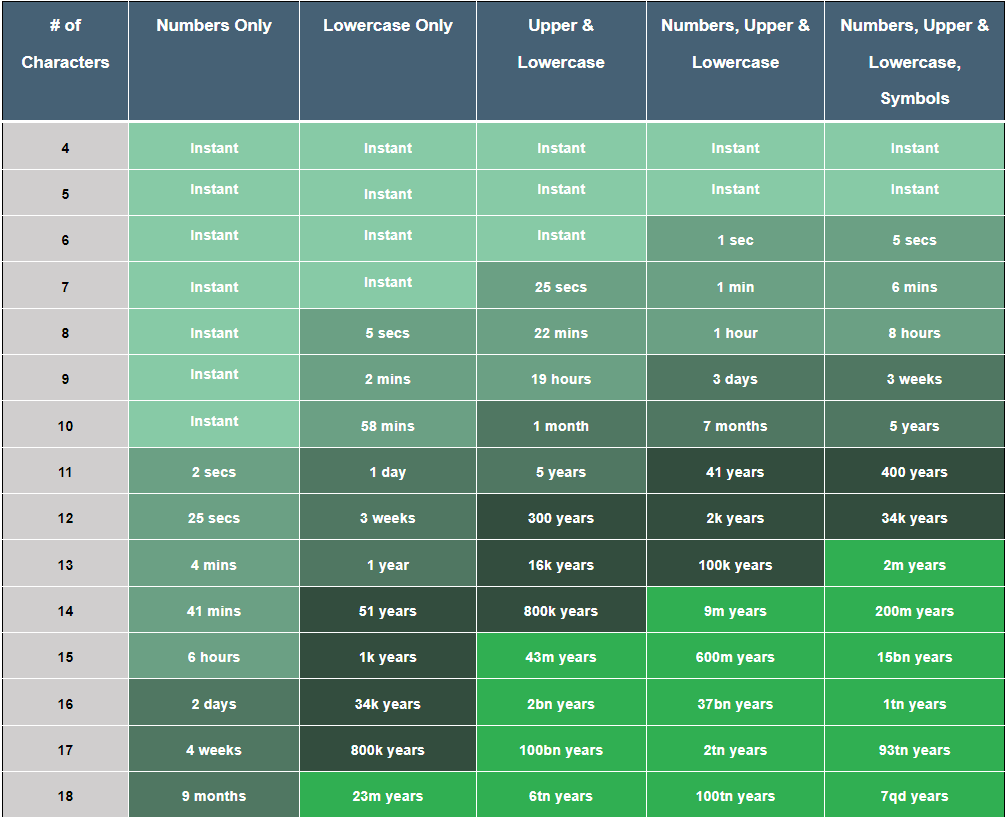 # of Characters Numbers Only Lowercase Only Upper & Lowercase Numbers, Upper & Lowercase Numbers, Upper & Lowercase, Symbols
4 Instant Instant Instant Instant Instant
5 Instant Instant Instant Instant Instant
6 Instant Instant Instant 1 sec 5 secs
7 Instant Instant 25 secs 1 min 6 mins
8 Instant 5 secs 22 mins 1 hour 8 hours
9 Instant 2 mins 19 hours 3 days 3 weeks
10 Instant 58 mins 1 month 7 months 5 years
11 2 secs 1 day 5 years 41 years 400 years
12 25 secs 3 weeks 300 years 2k years 34k years
13 4 mins 1 year 16k years 100k years 2m years
14 41 mins 51 years 800k years 9m years 200m years
15 6 hours 1k years 43m years 600m years 15bn years
16 2 days 34k years 2bn years 37bn years 1tn years
17 4 weeks 800k years 100bn years 2tn years 93tn years
18 9 months 23m years 6tn years 100tn years 7qd years